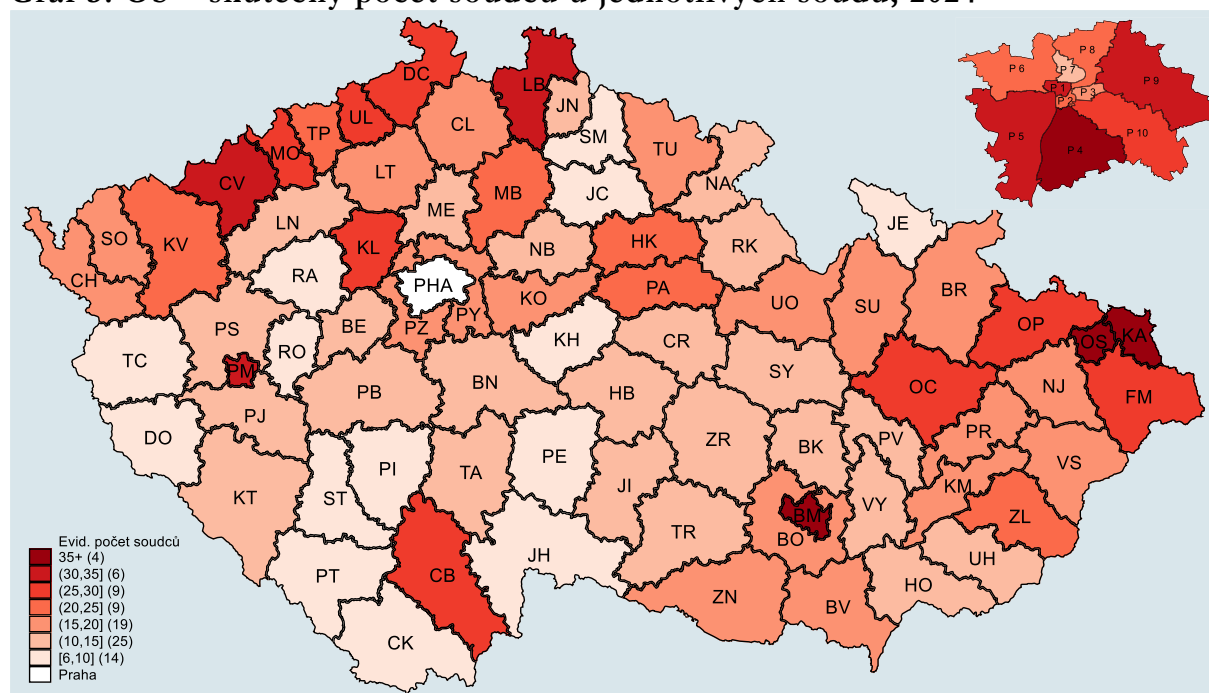 skutečný počet soudců u jednotlivých soudů,
DC
LB
P 8
P 6
P 7
P 9
P 1
P 3
P 2
P 5
P 10
P 4
UL
JN
TP
CL
SM
MO
TU
LT
CV
NA
MB
JC
ME
LN
SO
KV
KL
NB
HK
RK
JE
RA
CH
PHA
KO
PA
UO
SU
BR
PY
PZ
BE
PS
OP
TC
RO
KH
CR
OS
KA
PM
SY
OC
NJ
FM
BN
PB
HB
PJ
DO
ZR
BK
PV
PR
VS
PI
TA
PE
JI
KT
ST
KM
VY
BM
ZL
TR
BO
JH
UH
PT
CB
HO
ZN
BV
CK
Evid. počet soudců
35+ (4)
(30,35] (6)
(25,30] (9)
(20,25] (9)
(15,20] (19)
(10,15] (25)
[6,10] (14)
Praha